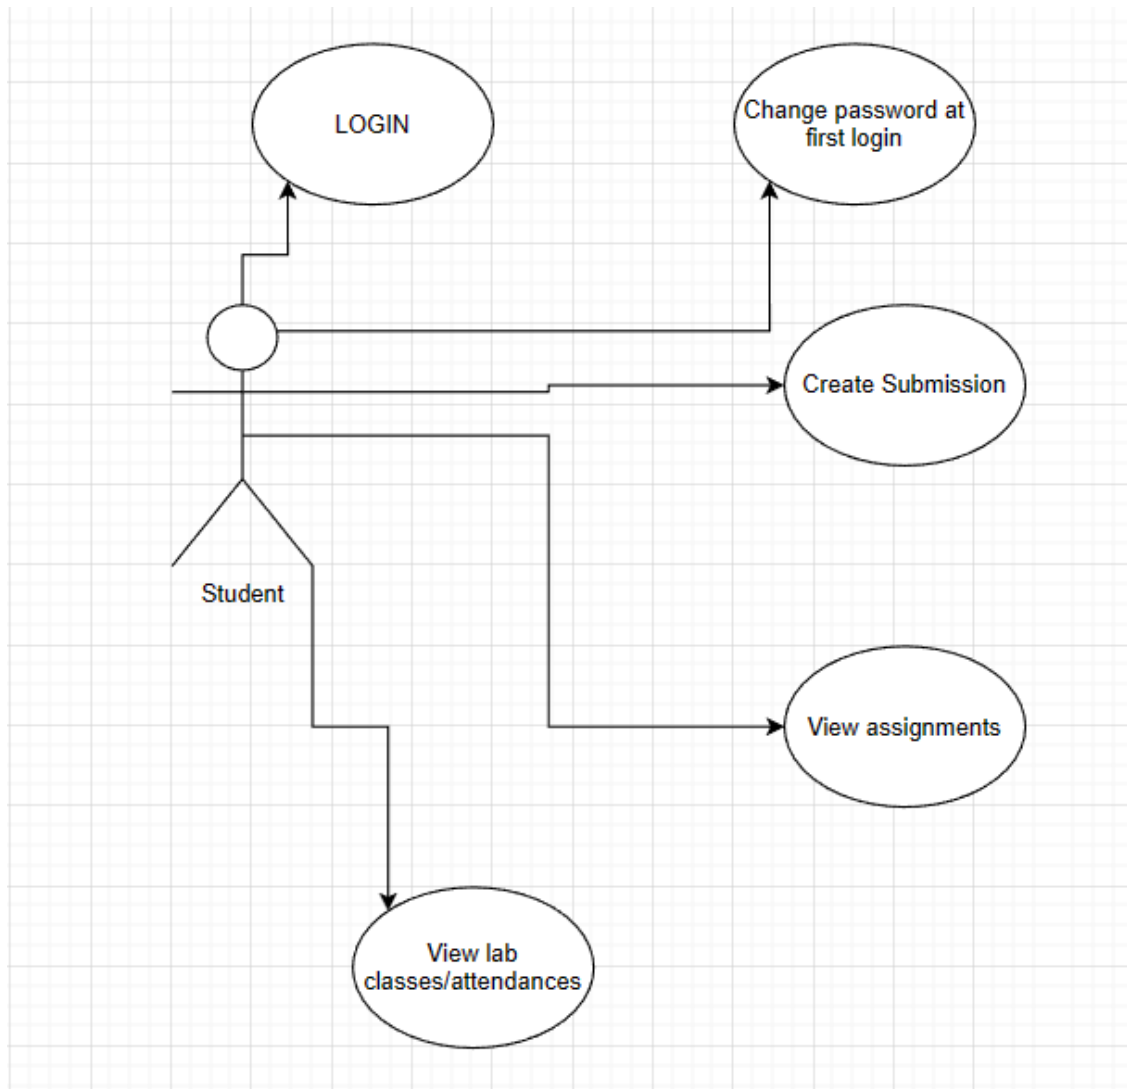 LOGIN
Change password at
first login
Create Submission
Student
View assignments
View lab
classes/attendances